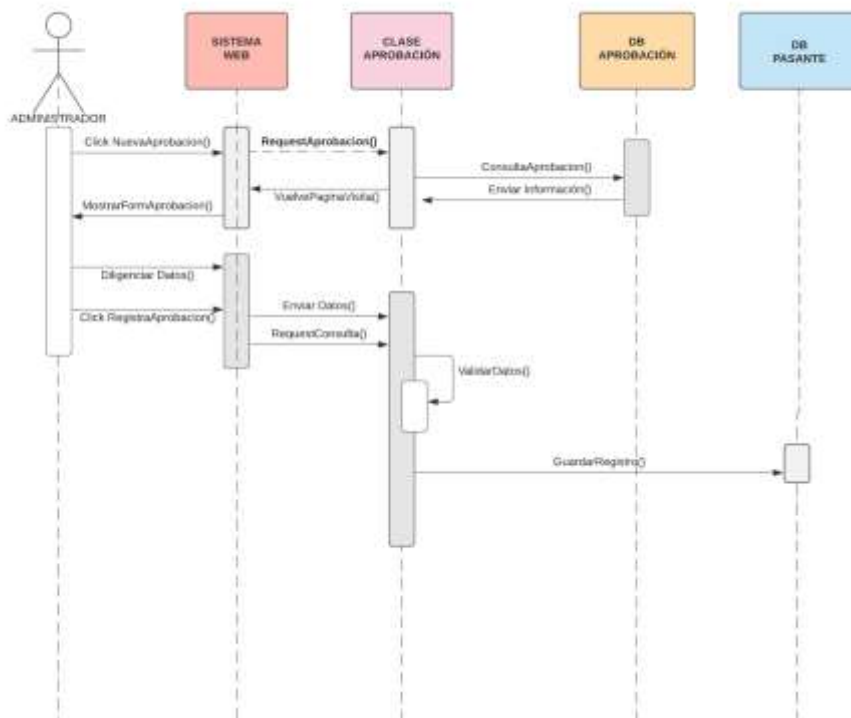 SISTEMA
WEB
CLASE
APROBACIÓN
DB
APROBACIÓN
DB
PASANTE
ADMINISTRADOR
Click NuevaAprobacion()
RequestAprobacion()
ConsultaAprobacion()
Enviar Información()
VuelvePaginaVisita()
MostrarFormAprobacion()
Diligenciar Datos()
Click RegistraAprobacion()
Enviar Datos()
RequestConsulta()
ValidarDatos()
GuardarRegistro()